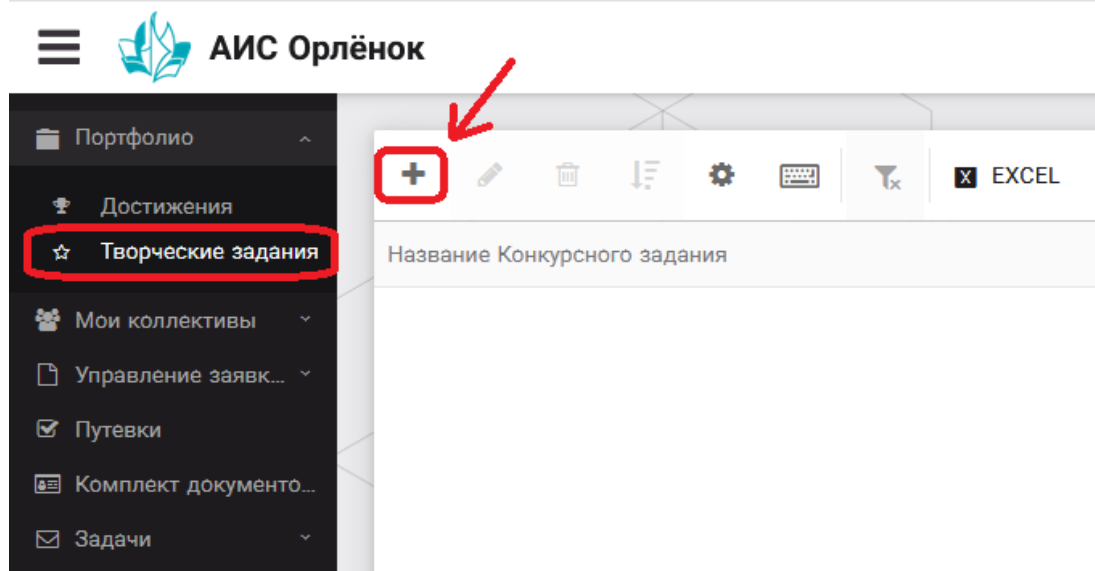 АИС Орлёнок
Портфолио
Достижения
Творческие задания
Мои коллективы
Управление заявк...
Путевки
Комплект документо...
Задачи
X EXCEL
Название Конкурсного задания